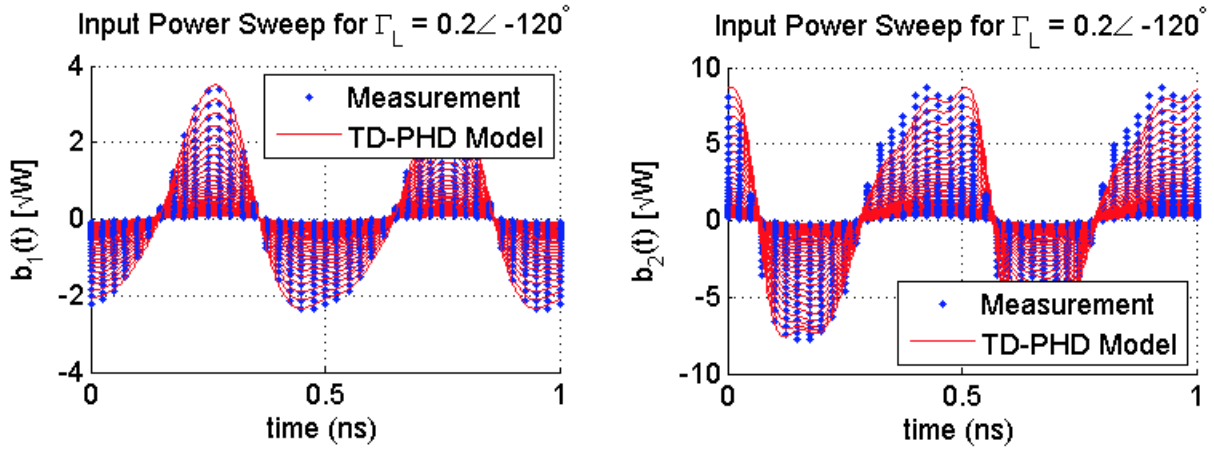 Input Power Sweep for Γ_L = 0.2∠ -120°
4
2
0
-2
-4
b₁(t) [√W]
Measurement
TD-PHD Model
0
0.5
1
time (ns)
Input Power Sweep for Γ_L = 0.2∠ -120°
10
5
0
-5
-10
b₂(t) [√W]
Measurement
TD-PHD Model
0
0.5
1
time (ns)